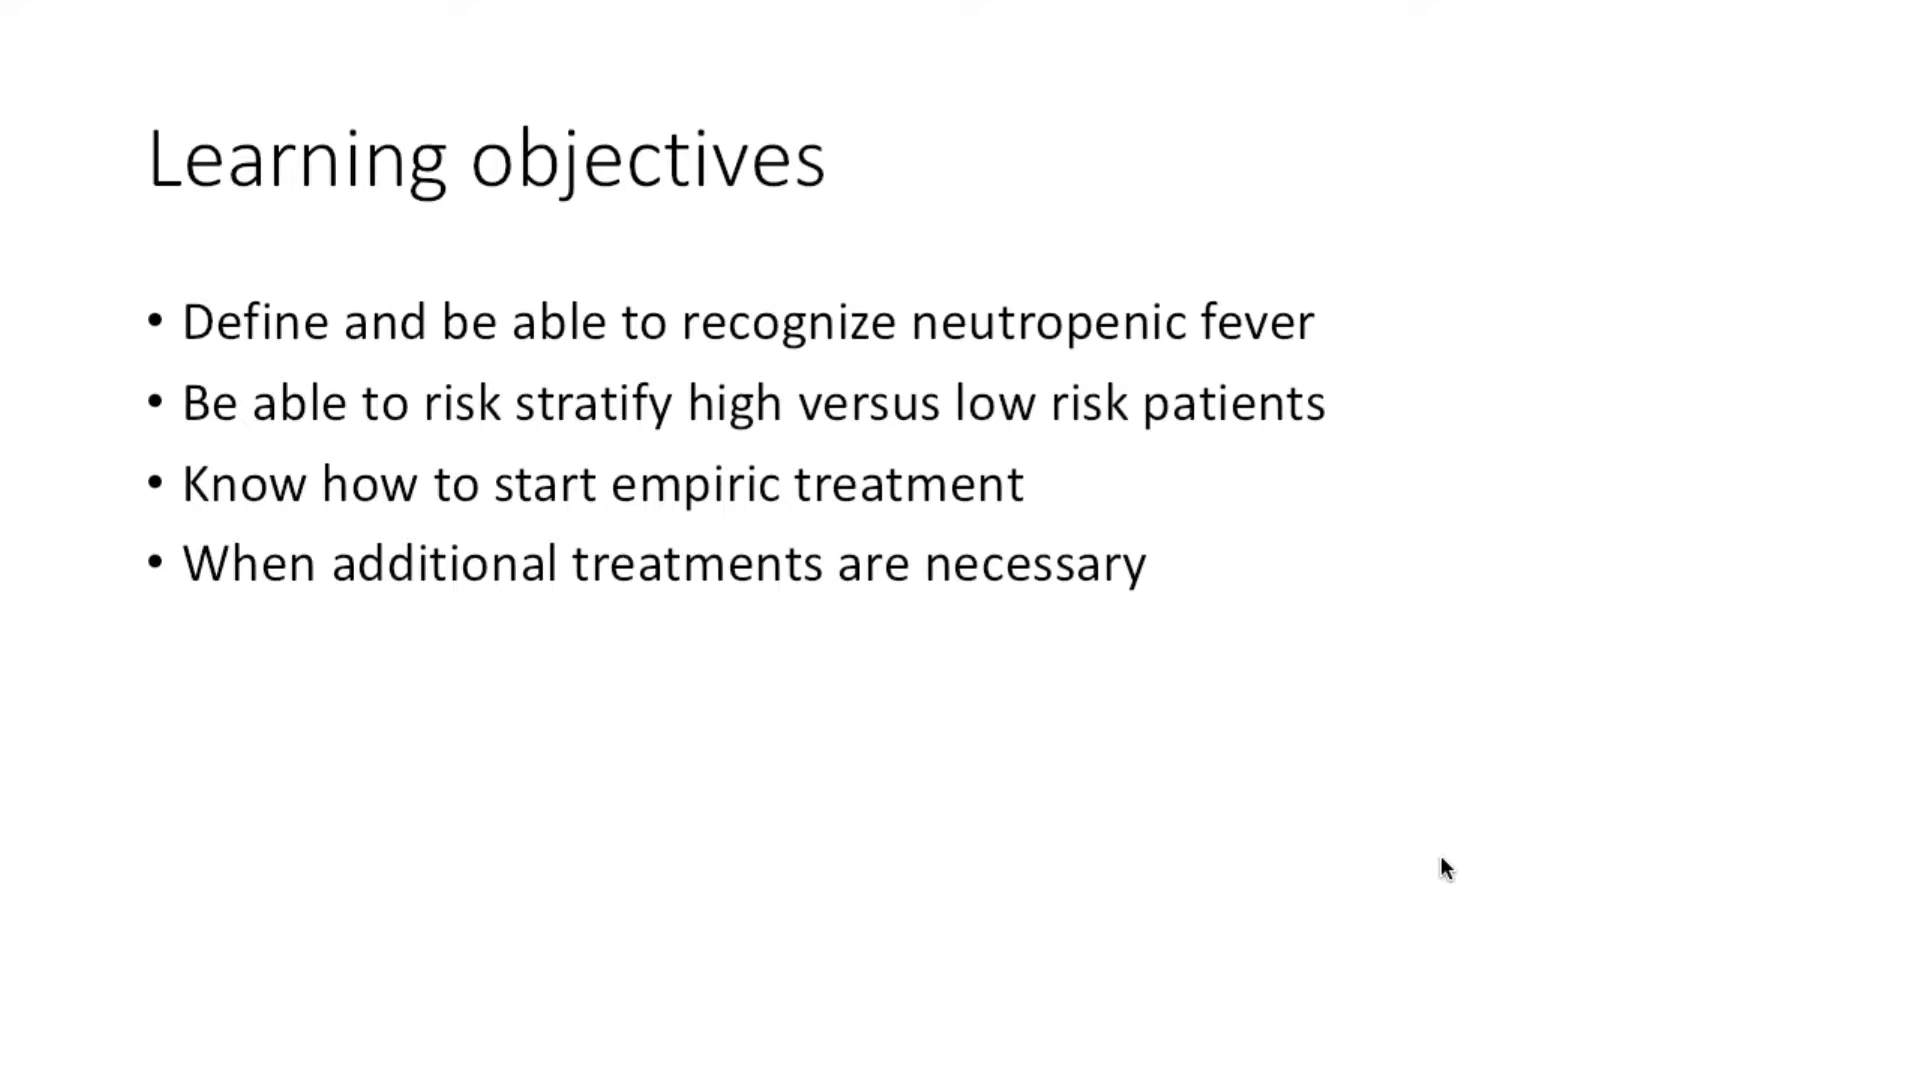 Learning objectives
• Define and be able to recognize neutropenic fever
• Be able to risk stratify high versus low risk patients
• Know how to start empiric treatment
• When additional treatments are necessary